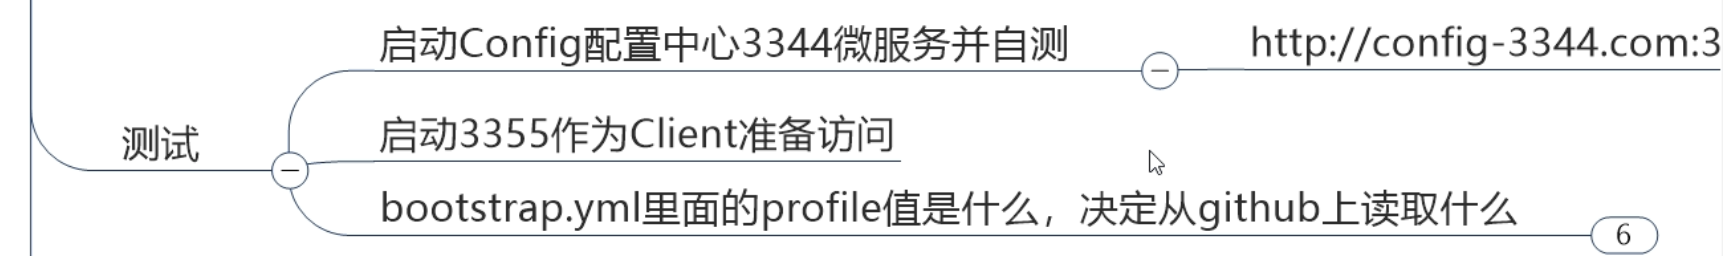 启动Config配置中心3344微服务并自测
http://config-3344.com:3
启动3355作为Client准备访问
测试
bootstrap.yml里面的profile值是什么，决定从github上读取什么
6